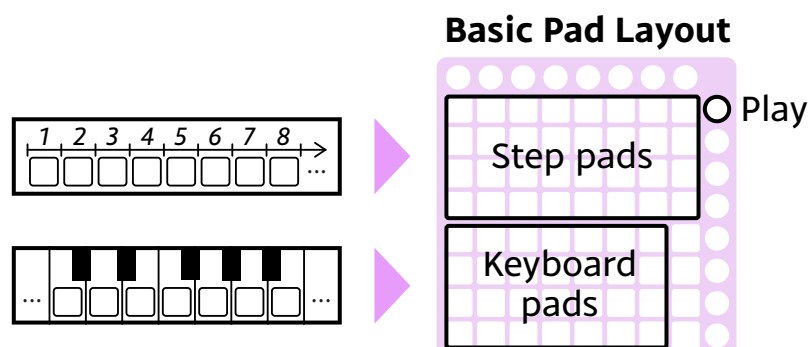 Basic Pad Layout
Play
1 2 3 4 5 6 7 8
...
Step pads
... ...
Keyboard
pads